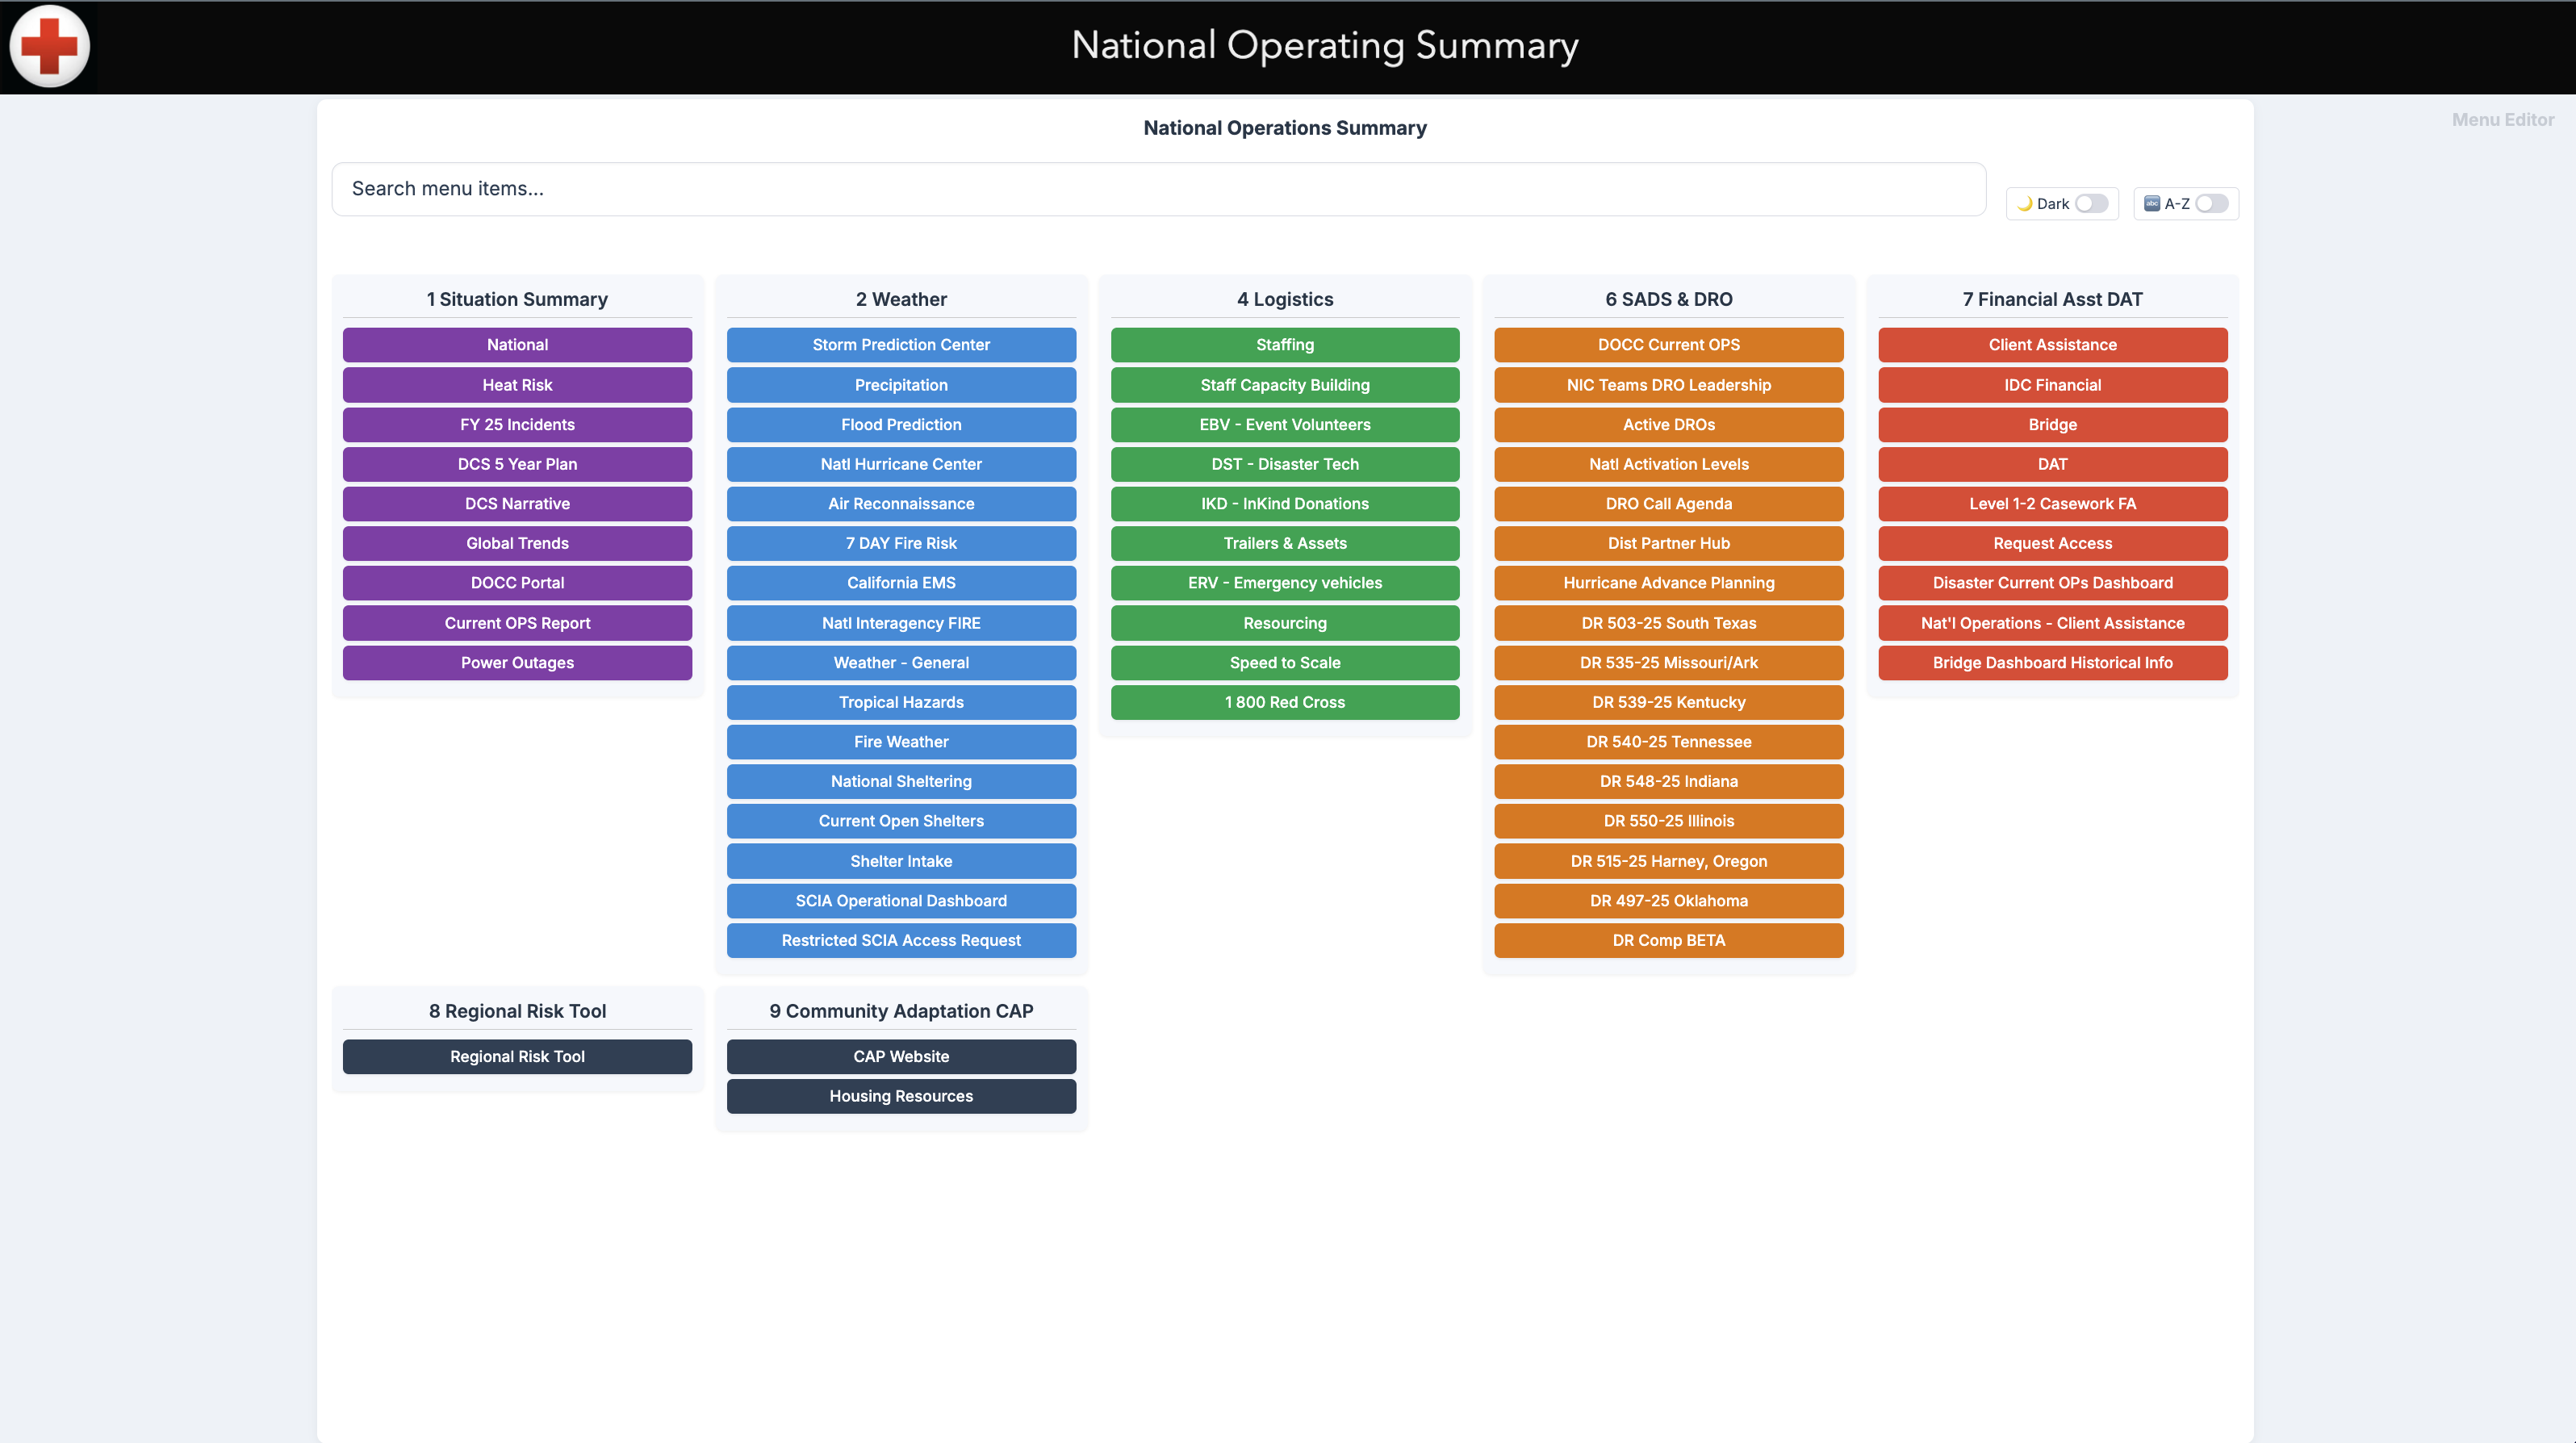 National Operating Summary
Menu Editor
National Operations Summary
Search menu items...
🌙 Dark
🔤 A-Z
1 Situation Summary
National
Heat Risk
FY 25 Incidents
DCS 5 Year Plan
DCS Narrative
Global Trends
DOCC Portal
Current OPS Report
Power Outages
2 Weather
Storm Prediction Center
Precipitation
Flood Prediction
Natl Hurricane Center
Air Reconnaissance
7 DAY Fire Risk
California EMS
Natl Interagency FIRE
Weather - General
Tropical Hazards
Fire Weather
National Sheltering
Current Open Shelters
Shelter Intake
SCIA Operational Dashboard
Restricted SCIA Access Request
4 Logistics
Staffing
Staff Capacity Building
EBV - Event Volunteers
DST - Disaster Tech
IKD - InKind Donations
Trailers & Assets
ERV - Emergency vehicles
Resourcing
Speed to Scale
1 800 Red Cross
6 SADS & DRO
DOCC Current OPS
NIC Teams DRO Leadership
Active DROs
Natl Activation Levels
DRO Call Agenda
Dist Partner Hub
Hurricane Advance Planning
DR 503-25 South Texas
DR 535-25 Missouri/Ark
DR 539-25 Kentucky
DR 540-25 Tennessee
DR 548-25 Indiana
DR 550-25 Illinois
DR 515-25 Harney, Oregon
DR 497-25 Oklahoma
DR Comp BETA
7 Financial Asst DAT
Client Assistance
IDC Financial
Bridge
DAT
Level 1-2 Casework FA
Request Access
Disaster Current OPs Dashboard
Nat'l Operations - Client Assistance
Bridge Dashboard Historical Info
8 Regional Risk Tool
Regional Risk Tool
9 Community Adaptation CAP
CAP Website
Housing Resources